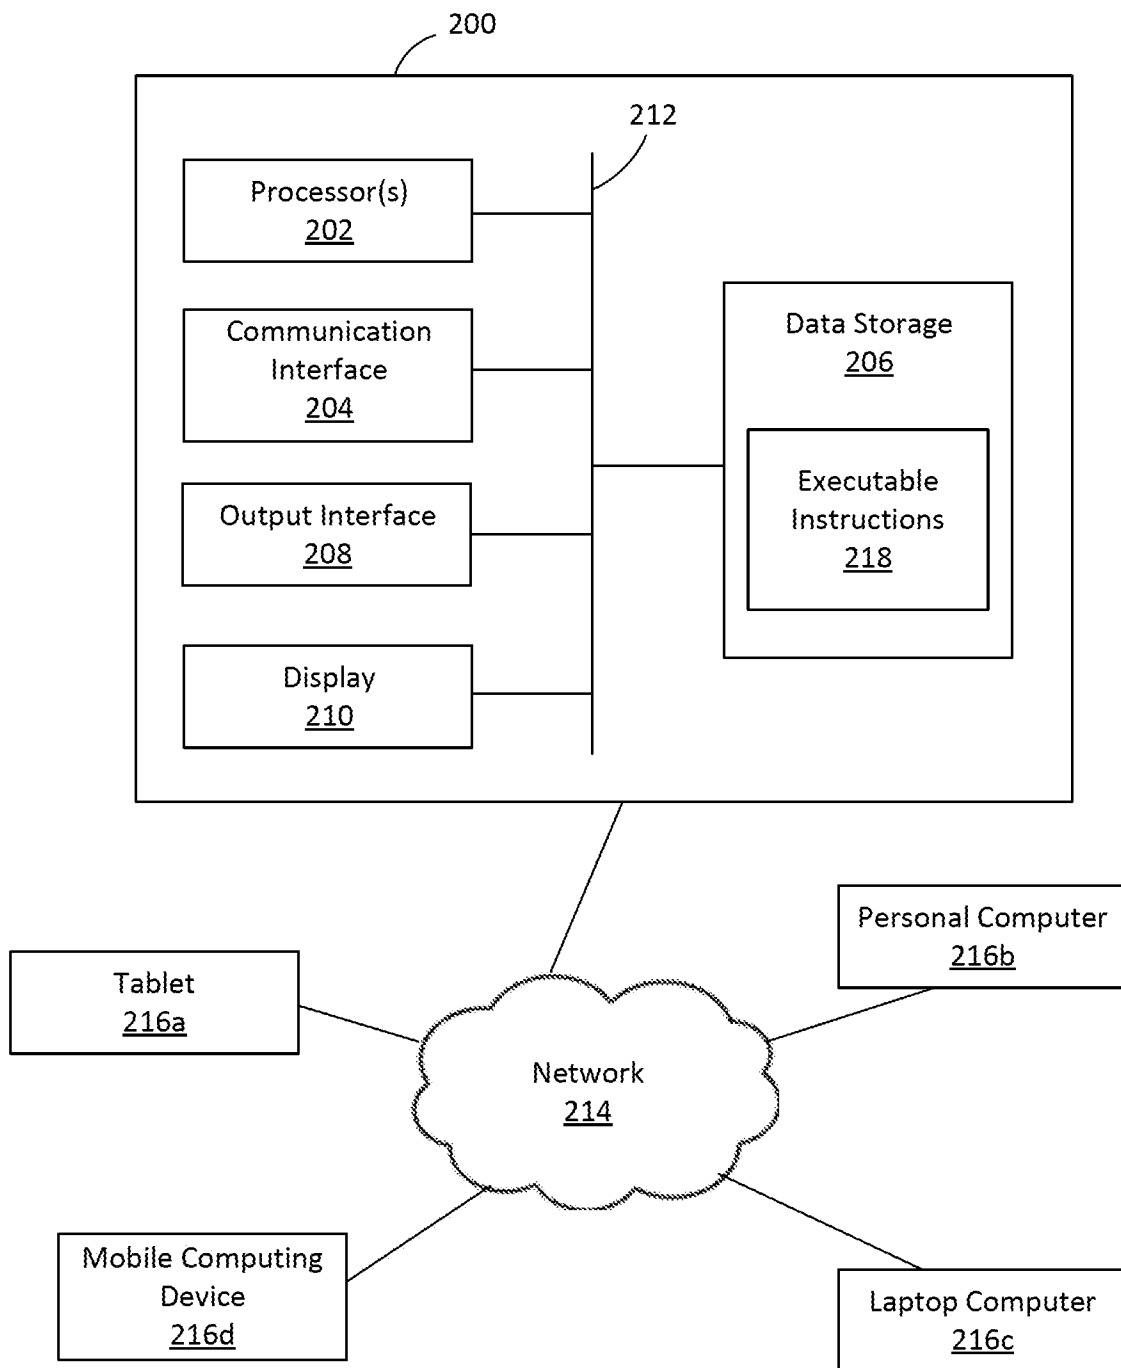 200
212
Processor(s)
202
Communication
Interface
204
Output Interface
208
Display
210
Data Storage
206
Executable
Instructions
218
Personal Computer
216b
Tablet
216a
Network
214
Mobile Computing
Device
216d
Laptop Computer
216c